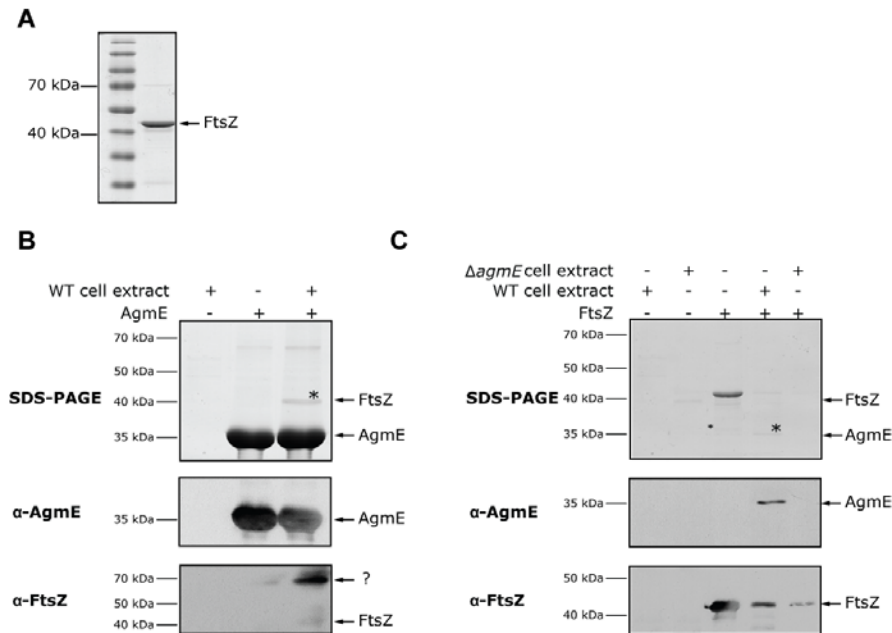 A
70 kDa
FtsZ
40 kDa
B
WT cell extract + - +
AgmE - + +
70 kDa
50 kDa
SDS-PAGE
*
40 kDa
FtsZ
35 kDa
AgmE
α-AgmE
35 kDa
AgmE
70 kDa
?
α-FtsZ
50 kDa
40 kDa
FtsZ
C
ΔagmE cell extract - + - - +
WT cell extract + - - + -
FtsZ - - + + +
70 kDa
50 kDa
SDS-PAGE
40 kDa
FtsZ
35 kDa
*
AgmE
α-AgmE
35 kDa
AgmE
50 kDa
α-FtsZ
40 kDa
FtsZ